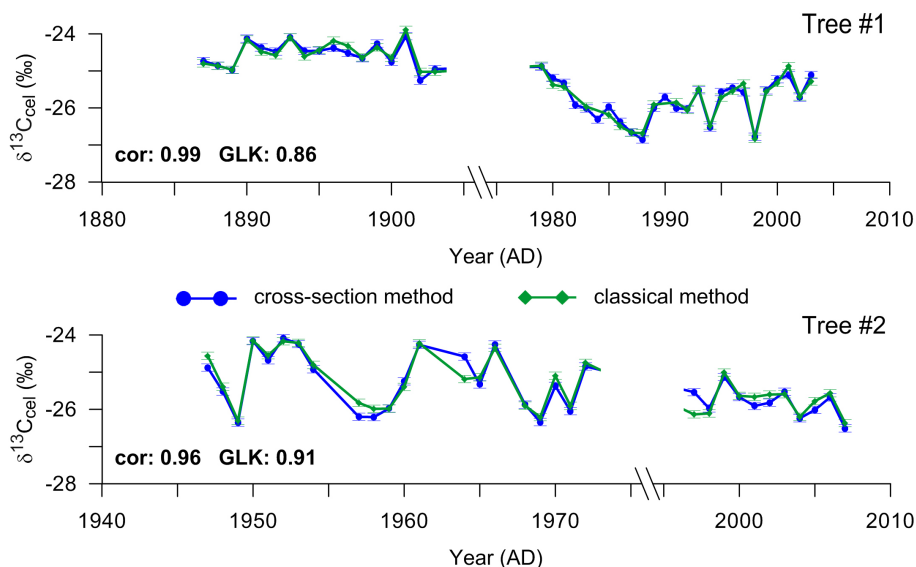 Tree #1
-24
-26
-28
δ¹³Ccel (‰)
cor: 0.99 GLK: 0.86
1880 1890 1900 1980 1990 2000 2010
Year (AD)
cross-section method classical method
Tree #2
-24
-26
-28
δ¹³Ccel (‰)
cor: 0.96 GLK: 0.91
1940 1950 1960 1970 2000 2010
Year (AD)